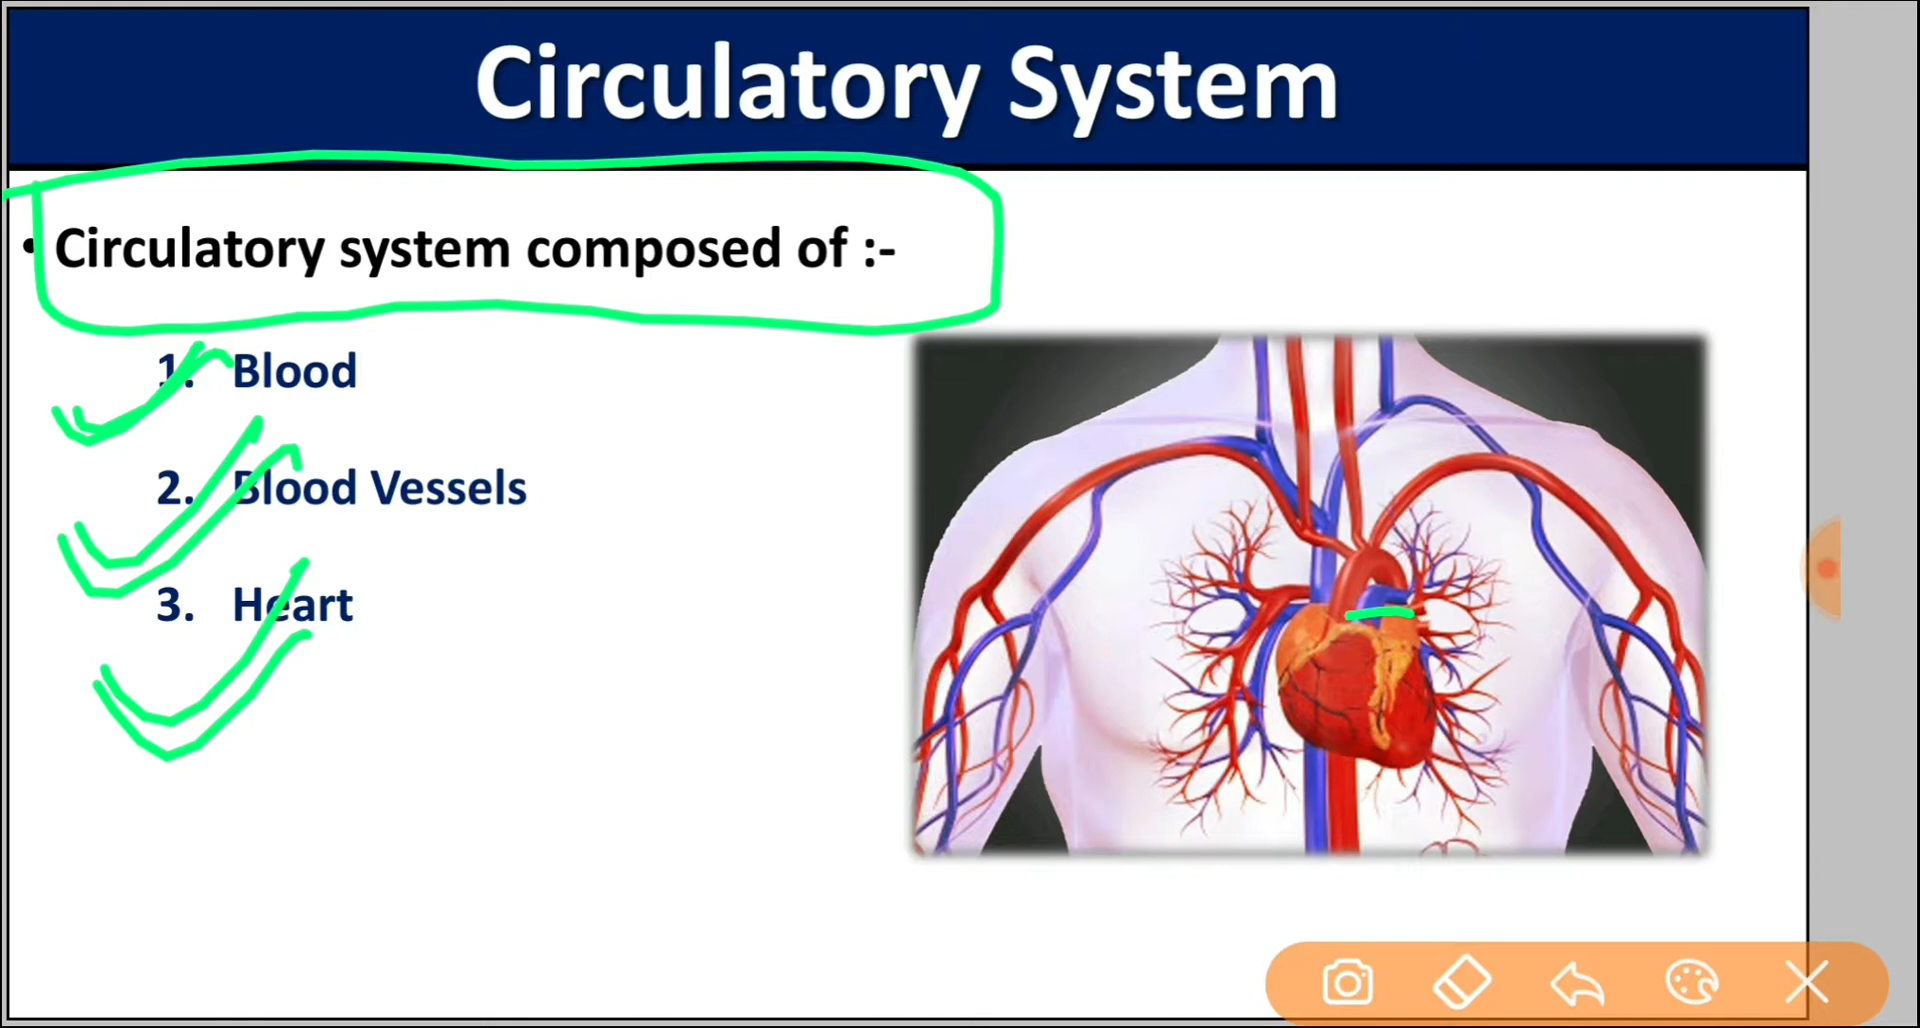 Circulatory System
• Circulatory system composed of :-
1. Blood
2. Blood Vessels
3. Heart